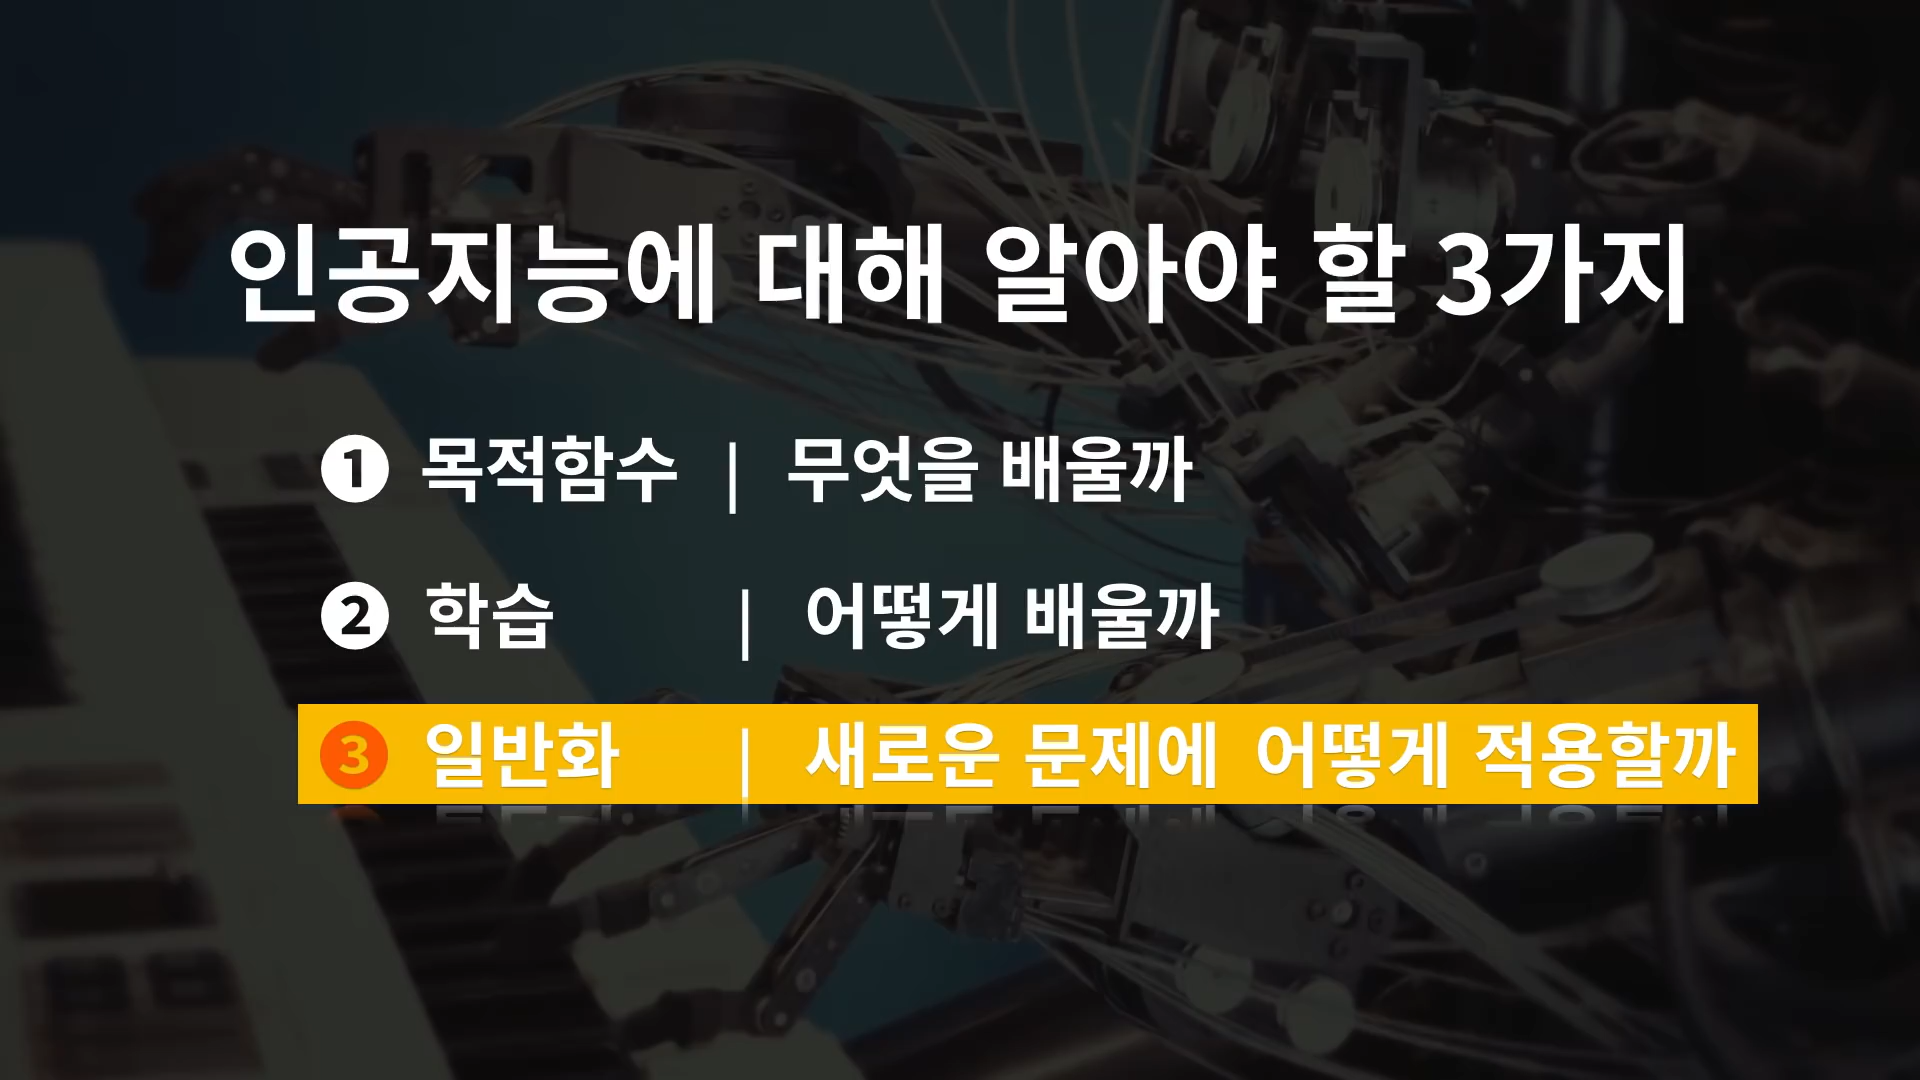 인공지능에 대해 알아야 할 3가지
❶ 목적함수 | 무엇을 배울까
❷ 학습 | 어떻게 배울까
❸ 일반화 | 새로운 문제에 어떻게 적용할까